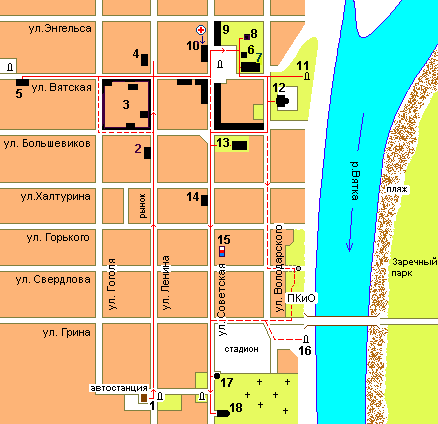 ул.Энгельса
9
8
10
4
6
7
11
5
ул. Вятская
3
12
ул. Большевиков
2
13
р.Вятка
пляж
ул.Халтурина
рынок
14
ул. Горького
15
Заречный
парк
ул. Свердлова
ул. Гоголя
ул. Ленина
ул. Советская
ул. Володарского
ПКиО
ул. Грина
стадион
16
автостанция
1
17
18